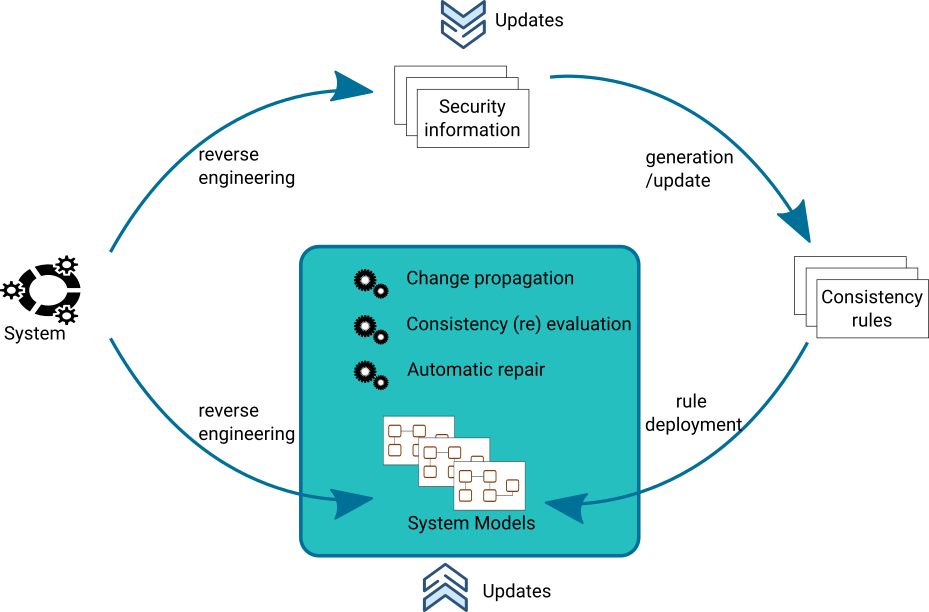 Updates
Security
information
reverse
engineering
generation
/update
Change propagation
Consistency (re) evaluation
Automatic repair
Consistency
rules
System
reverse
engineering
rule
deployment
System Models
Updates